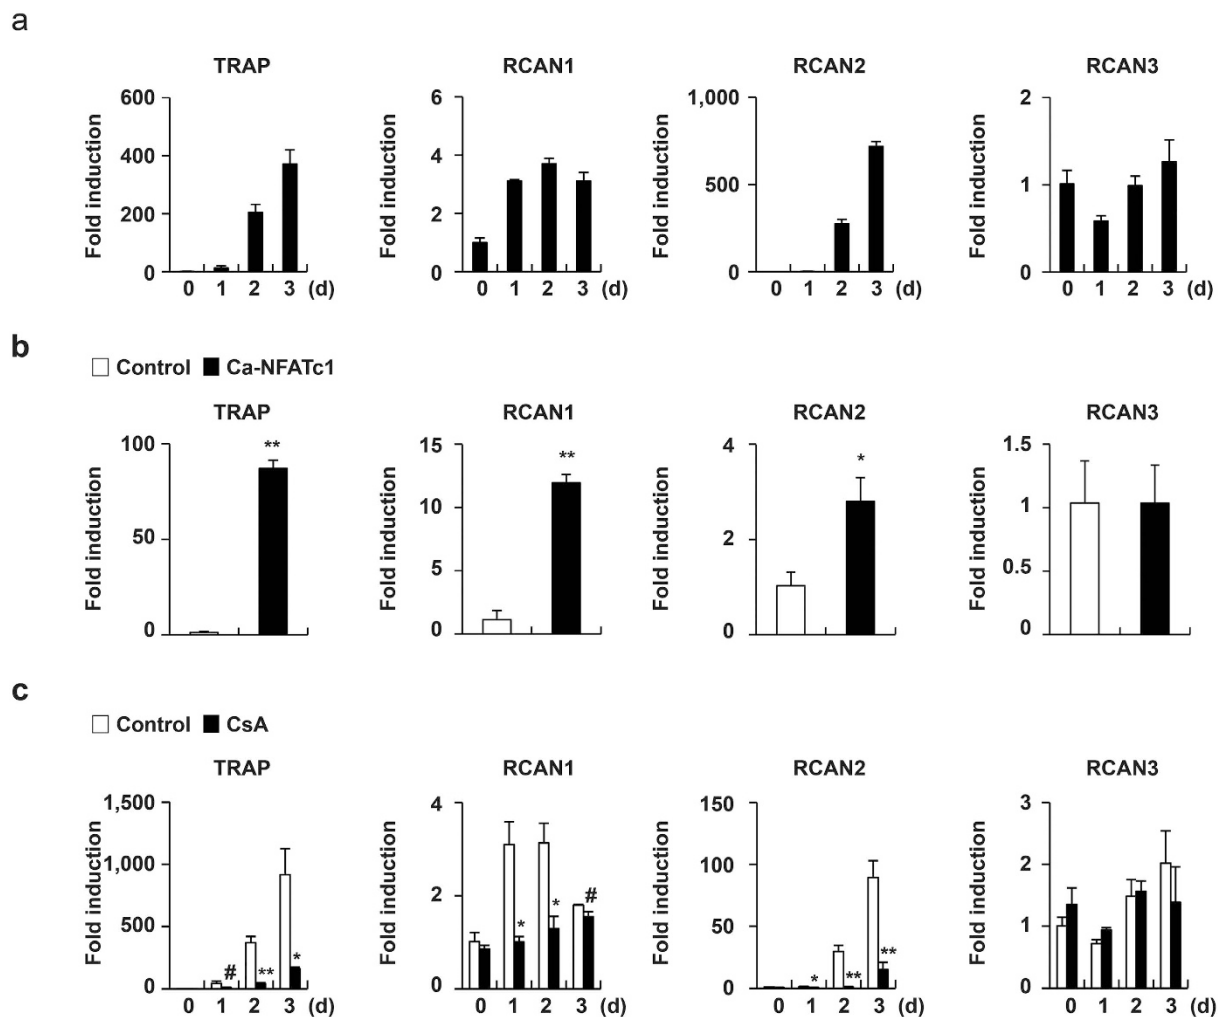 a
TRAP
RCAN1
RCAN2
RCAN3
Fold induction
600
400
200
0
0 1 2 3 (d)
Fold induction
6
4
2
0
0 1 2 3 (d)
Fold induction
1,000
500
0
0 1 2 3 (d)
Fold induction
2
1
0
0 1 2 3 (d)
b
Control Ca-NFATc1
TRAP
RCAN1
RCAN2
RCAN3
Fold induction
100
50
0
**
Fold induction
15
10
5
0
**
Fold induction
4
2
0
*
Fold induction
1.5
1
0.5
0
c
Control CsA
TRAP
RCAN1
RCAN2
RCAN3
Fold induction
1,500
1,000
500
0
# ** *
0 1 2 3 (d)
Fold induction
4
2
0
* * #
0 1 2 3 (d)
Fold induction
150
100
50
0
* ** **
0 1 2 3 (d)
Fold induction
3
2
1
0
0 1 2 3 (d)